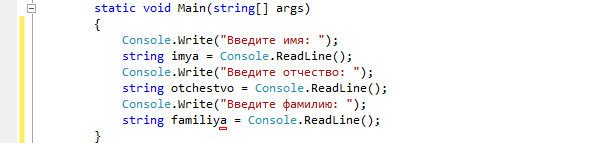 static void Main(string[] args)
{
Console.Write("Введите имя: ");
string imya = Console.ReadLine();
Console.Write("Введите отчество: ");
string otchestvo = Console.ReadLine();
Console.Write("Введите фамилию: ");
string familiya = Console.ReadLine();
}